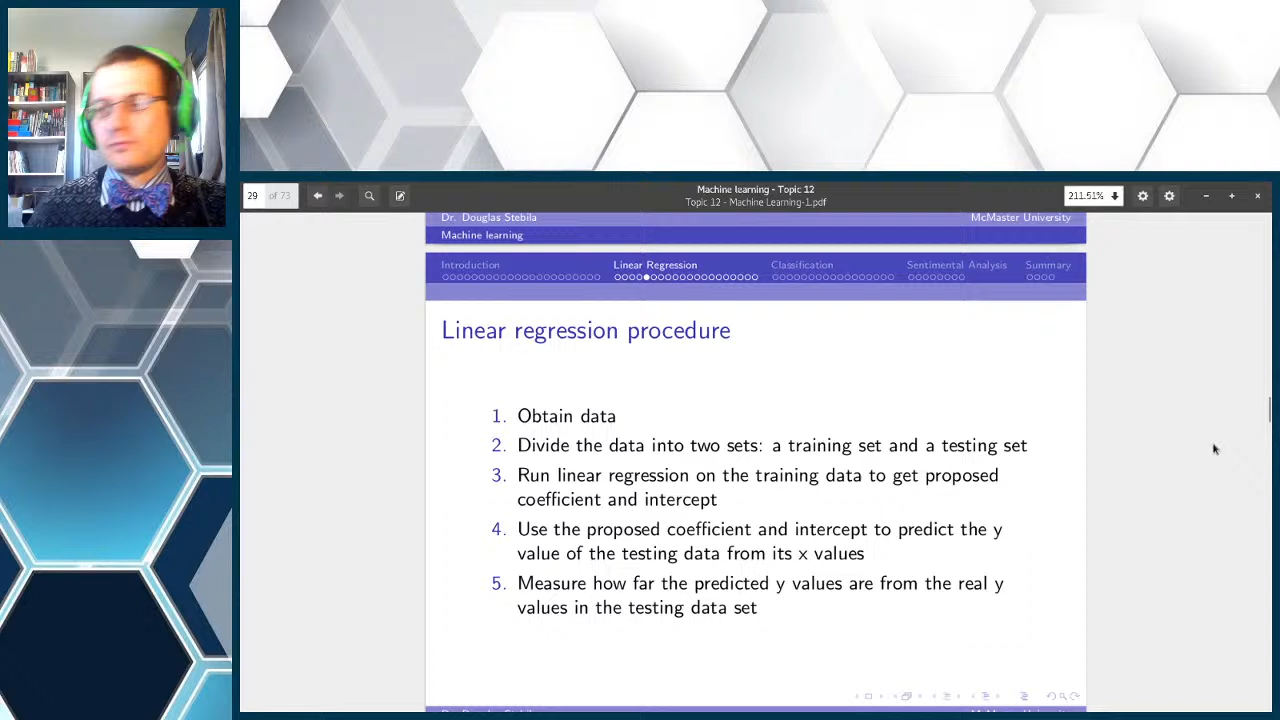 29 of 73
Machine learning - Topic 12
Topic 12 - Machine Learning-1.pdf
211.51%
Dr. Douglas Stebila McMaster University
Machine learning
Introduction Linear Regression Classification Sentimental Analysis Summary
Linear regression procedure
1. Obtain data
2. Divide the data into two sets: a training set and a testing set
3. Run linear regression on the training data to get proposed
coefficient and intercept
4. Use the proposed coefficient and intercept to predict the y
value of the testing data from its x values
5. Measure how far the predicted y values are from the real y
values in the testing data set